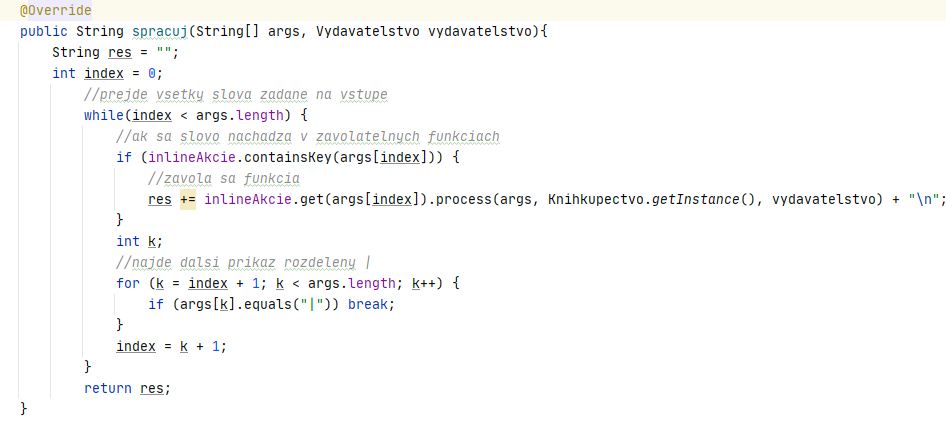 @Override
public String spracuj(String[] args, Vydavatelstvo vydavatelstvo){
    String res = "";
    int index = 0;
        //prejde vsetky slova zadane na vstupe
        while(index < args.length) {
            //ak sa slovo nachadza v zavolatelnych funkciach
            if (inlineAkcie.containsKey(args[index])) {
                //zavola sa funkcia
                res += inlineAkcie.get(args[index]).process(args, Knihkupectvo.getInstance(), vydavatelstvo) + "\n";
            }
            int k;
            //najde dalsi prikaz rozdeleny |
            for (k = index + 1; k < args.length; k++) {
                if (args[k].equals("|")) break;
            }
            index = k + 1;
        }
        return res;
}